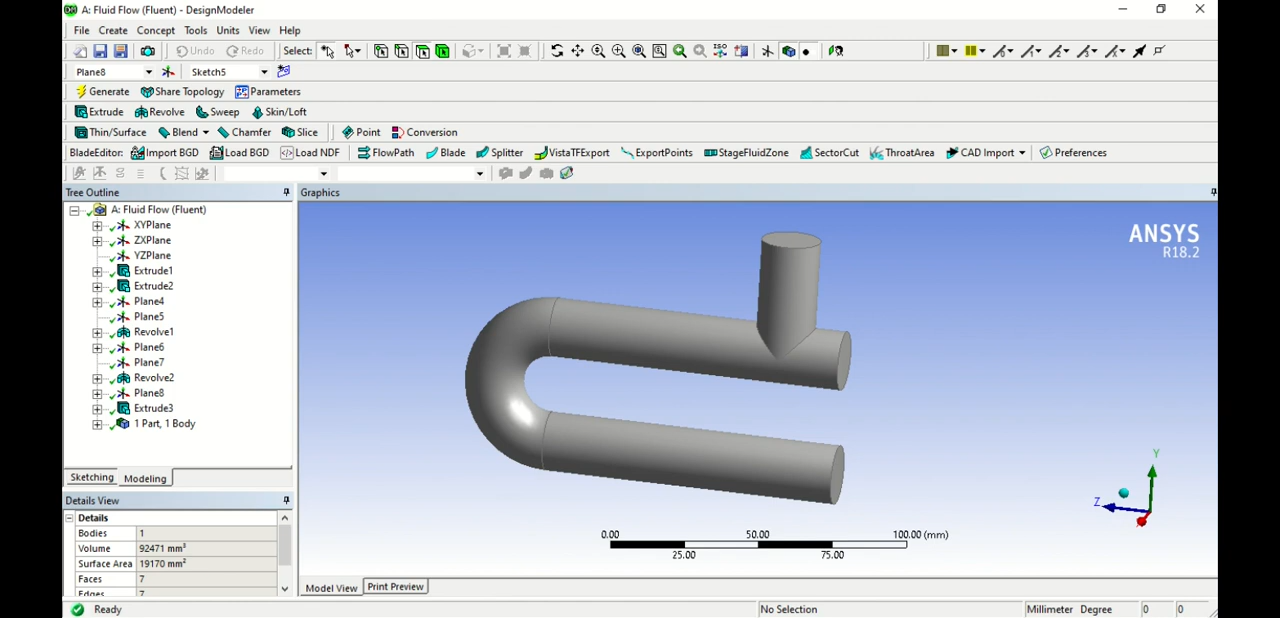 A: Fluid Flow (Fluent) - DesignModeler
File Create Concept Tools Units View Help
Undo Redo Select:
Plane8 Sketch5
Generate Share Topology Parameters
Extrude Revolve Sweep Skin/Loft
Thin/Surface Blend Chamfer Slice Point Conversion
BladeEditor: Import BGD Load BGD Load NDF FlowPath Blade Splitter VistaTFExport ExportPoints StageFluidZone SectorCut ThroatArea CAD Import Preferences
Tree Outline
Graphics
A: Fluid Flow (Fluent)
XYPlane
ZXPlane
YZPlane
Extrude1
Extrude2
Plane4
Plane5
Revolve1
Plane6
Plane7
Revolve2
Plane8
Extrude3
1 Part, 1 Body
Sketching Modeling
Details View
Details
Bodies 1
Volume 92471 mm³
Surface Area 19170 mm²
Faces 7
Edges 7
ANSYS
R18.2
Y
Z
0.00 50.00 100.00 (mm)
25.00 75.00
Model View Print Preview
Ready No Selection Millimeter Degree 0 0